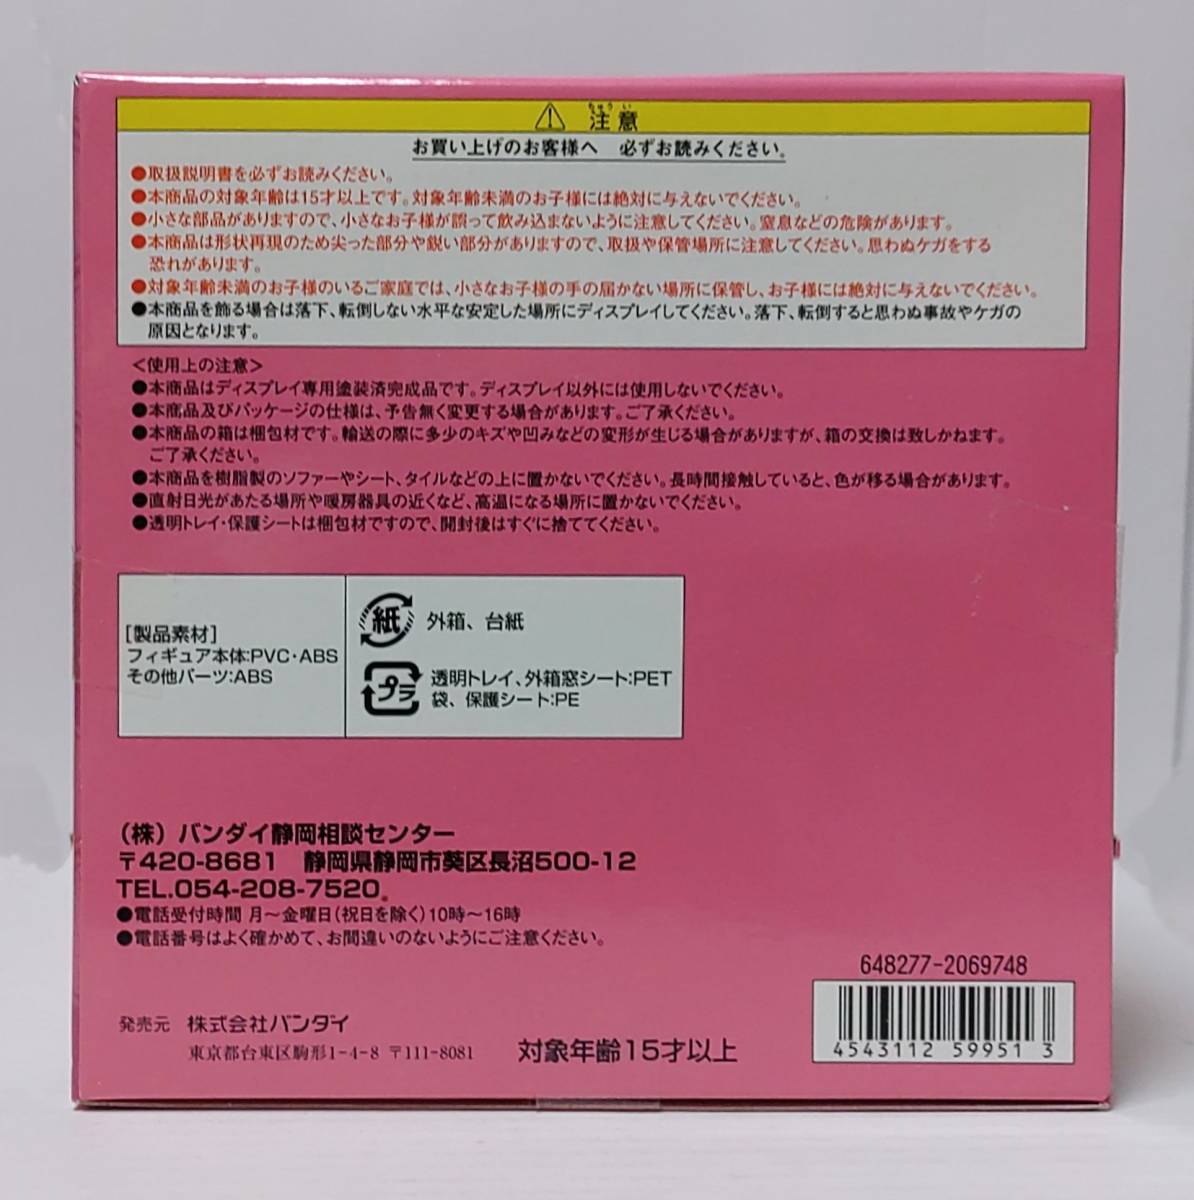 ちゅう い
⚠ 注意
お買い上げのお客様へ 必ずお読みください。
●取扱説明書を必ずお読みください。
●本商品の対象年齢は15才以上です。対象年齢未満のお子様には絶対に与えないでください。
●小さな部品がありますので、小さなお子様が誤って飲み込まないように注意してください。窒息などの危険があります。
●本商品は形状再現のため尖った部分や鋭い部分がありますので、取扱や保管場所に注意してください。思わぬケガをする
恐れがあります。
●対象年齢未満のお子様のいるご家庭では、小さなお子様の手の届かない場所に保管し、お子様には絶対に与えないでください。
●本商品を飾る場合は落下、転倒しない水平な安定した場所にディスプレイしてください。落下、転倒すると思わぬ事故やケガの
原因となります。
＜使用上の注意＞
●本商品はディスプレイ専用塗装済完成品です。ディスプレイ以外には使用しないでください。
●本商品及びパッケージの仕様は、予告無く変更する場合があります。ご了承ください。
●本商品の箱は梱包材です。輸送の際に多少のキズや凹みなどの変形が生じる場合がありますが、箱の交換は致しかねます。
ご了承ください。
●本商品を樹脂製のソファーやシート、タイルなどの上に置かないでください。長時間接触していると、色が移る場合があります。
●直射日光があたる場所や暖房器具の近くなど、高温になる場所に置かないでください。
●透明トレイ・保護シートは梱包材ですので、開封後はすぐに捨ててください。
[製品素材]
フィギュア本体:PVC・ABS
その他パーツ:ABS
紙 外箱、台紙
プラ 透明トレイ、外箱窓シート:PET
袋、保護シート:PE
（株）バンダイ静岡相談センター
〒420-8681 静岡県静岡市葵区長沼500-12
TEL.054-208-7520。
●電話受付時間 月～金曜日(祝日を除く)10時～16時
●電話番号はよく確かめて、お間違いのないようにご注意ください。
648277-2069748
4543112 59951 3
発売元 株式会社バンダイ
東京都台東区駒形1-4-8 〒111-8081
対象年齢15才以上